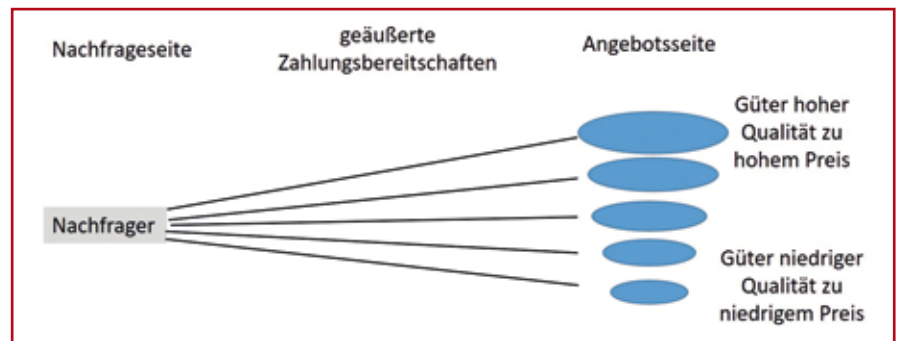 Nachfrageseite
geäußerte
Zahlungsbereitschaften
Angebotsseite
Güter hoher
Qualität zu
hohem Preis
Nachfrager
Güter niedriger
Qualität zu
niedrigem Preis